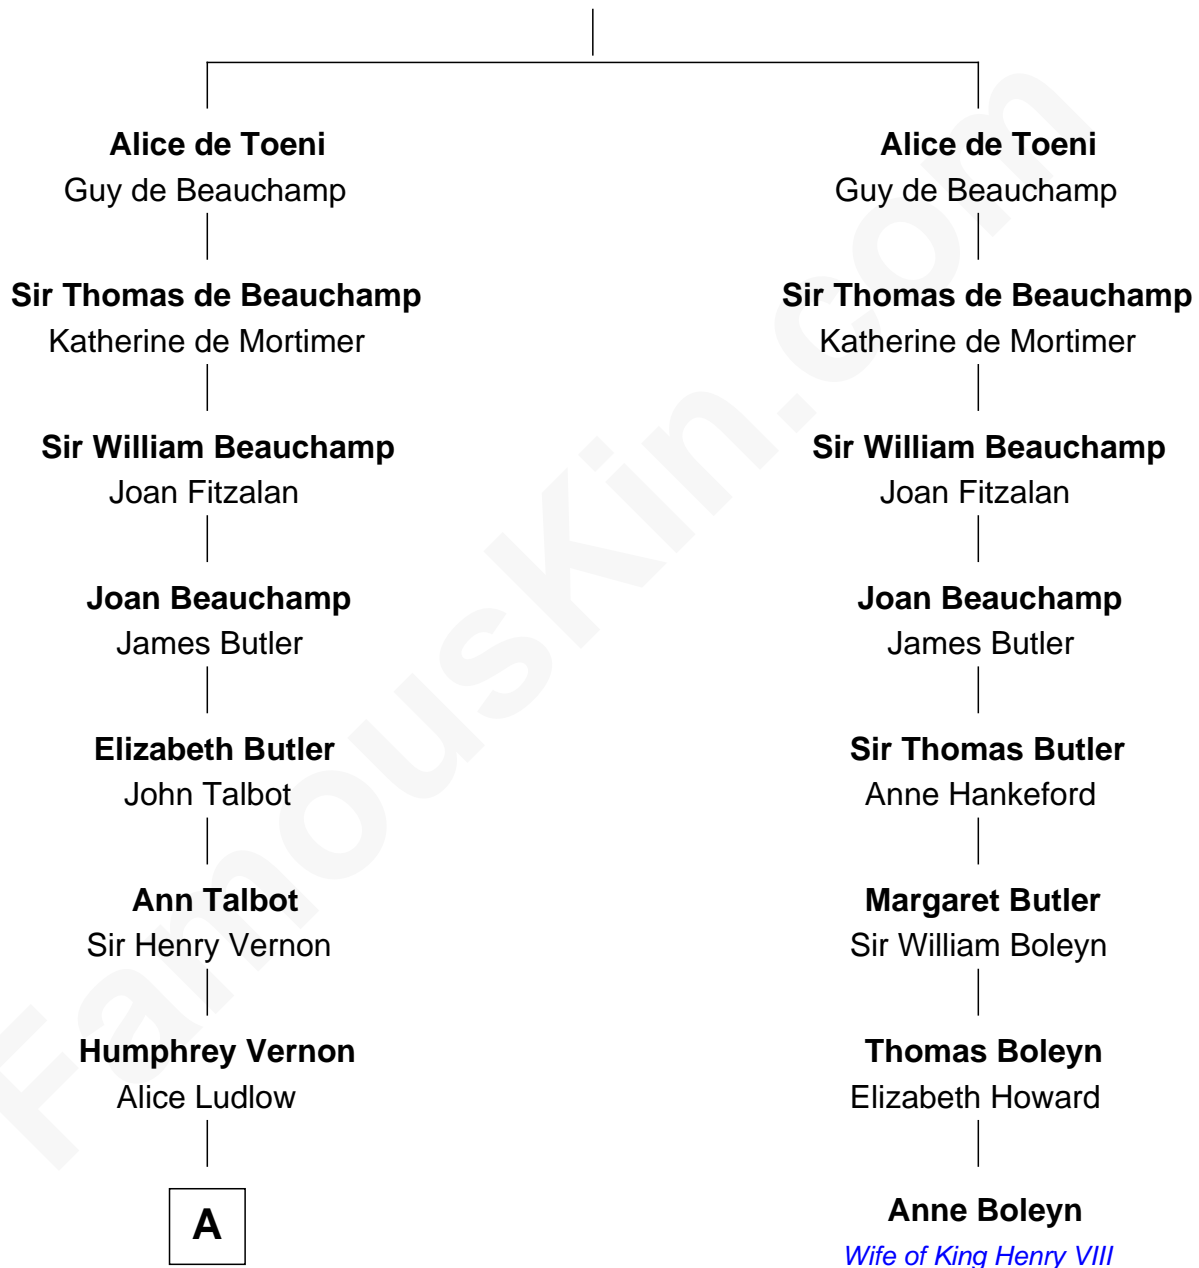 Alice de Toeni
Guy de Beauchamp
Sir Thomas de Beauchamp
Katherine de Mortimer
Sir William Beauchamp
Joan Fitzalan
Joan Beauchamp
James Butler
Elizabeth Butler
John Talbot
Ann Talbot
Sir Henry Vernon
Humphrey Vernon
Alice Ludlow
A
Alice de Toeni
Guy de Beauchamp
Sir Thomas de Beauchamp
Katherine de Mortimer
Sir William Beauchamp
Joan Fitzalan
Joan Beauchamp
James Butler
Sir Thomas Butler
Anne Hankeford
Margaret Butler
Sir William Boleyn
Thomas Boleyn
Elizabeth Howard
Anne Boleyn
Wife of King Henry VIII
FamousKin.com